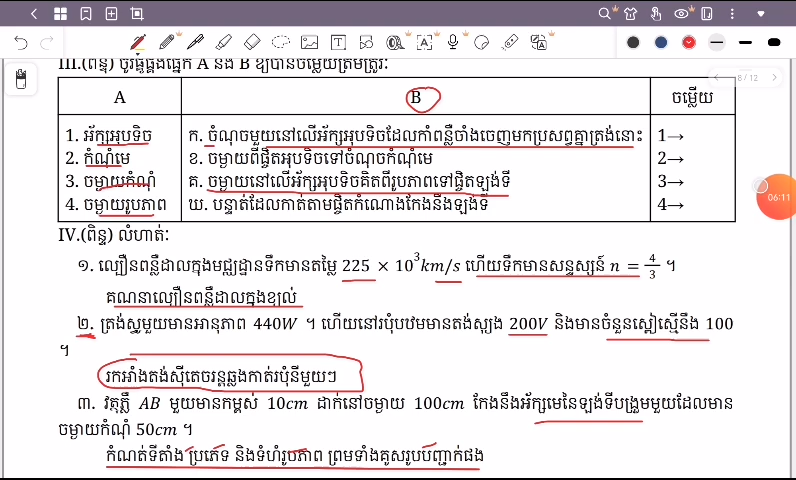 8/12
III.(ពិន្ទុ) ចូរផ្គូផ្គងផ្នែក A និង B ឱ្យបានចម្លើយត្រឹមត្រូវ:
A B ចម្លើយ
1. អ័ក្សអុបទិច ក. ចំណុចមួយនៅលើអ័ក្សអុបទិចដែលកាំពន្លឺចាំងចេញមកប្រសព្វគ្នាត្រង់នោះ 1→
2. កំណុំមេ ខ. ចម្ងាយពីផ្ចិតអុបទិចទៅចំណុចកំណុំមេ 2→
3. ចម្ងាយកំណុំ គ. ចម្ងាយនៅលើអ័ក្សអុបទិចគិតពីរូបភាពទៅផ្ចិតឡង់ទី 3→
4. ចម្ងាយរូបភាព ឃ. បន្ទាត់ដែលកាត់តាមផ្ចិតកំណោងកែងនឹងឡង់ទី 4→
06:11
IV.(ពិន្ទុ) លំហាត់:
១. ល្បឿនពន្លឺដាលក្នុងមជ្ឈដ្ឋានទឹកមានតម្លៃ 225 × 10³km/s ហើយទឹកមានសន្ទស្សន៍ n = 4/3 ។
គណនាល្បឿនពន្លឺដាលក្នុងខ្យល់
២. ត្រង់ស្វូមួយមានអានុភាព 440W ។ ហើយនៅរបុំបឋមមានតង់ស្យុង 200V និងមានចំនួនស្ពៀស្មើនឹង 100
។
រកអាំងតង់ស៊ីតេចរន្តឆ្លងកាត់របុំនីមួយៗ
៣. វត្ថុភ្លឺ AB មួយមានកម្ពស់ 10cm ដាក់នៅចម្ងាយ 100cm កែងនឹងអ័ក្សមេនៃឡង់ទីបង្រួមមួយដែលមាន
ចម្ងាយកំណុំ 50cm ។
កំណត់ទីតាំង ប្រភេទ និងទំហំរូបភាព ព្រមទាំងគូសរូបបញ្ជាក់ផង